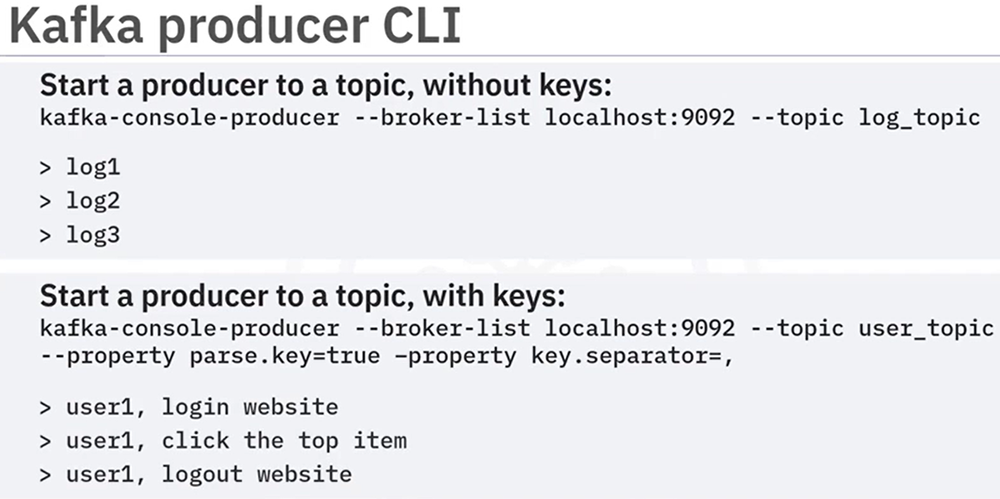 Kafka producer CLI
Start a producer to a topic, without keys:
kafka-console-producer --broker-list localhost:9092 --topic log_topic
> log1
> log2
> log3
Start a producer to a topic, with keys:
kafka-console-producer --broker-list localhost:9092 --topic user_topic
--property parse.key=true –property key.separator=,
> user1, login website
> user1, click the top item
> user1, logout website